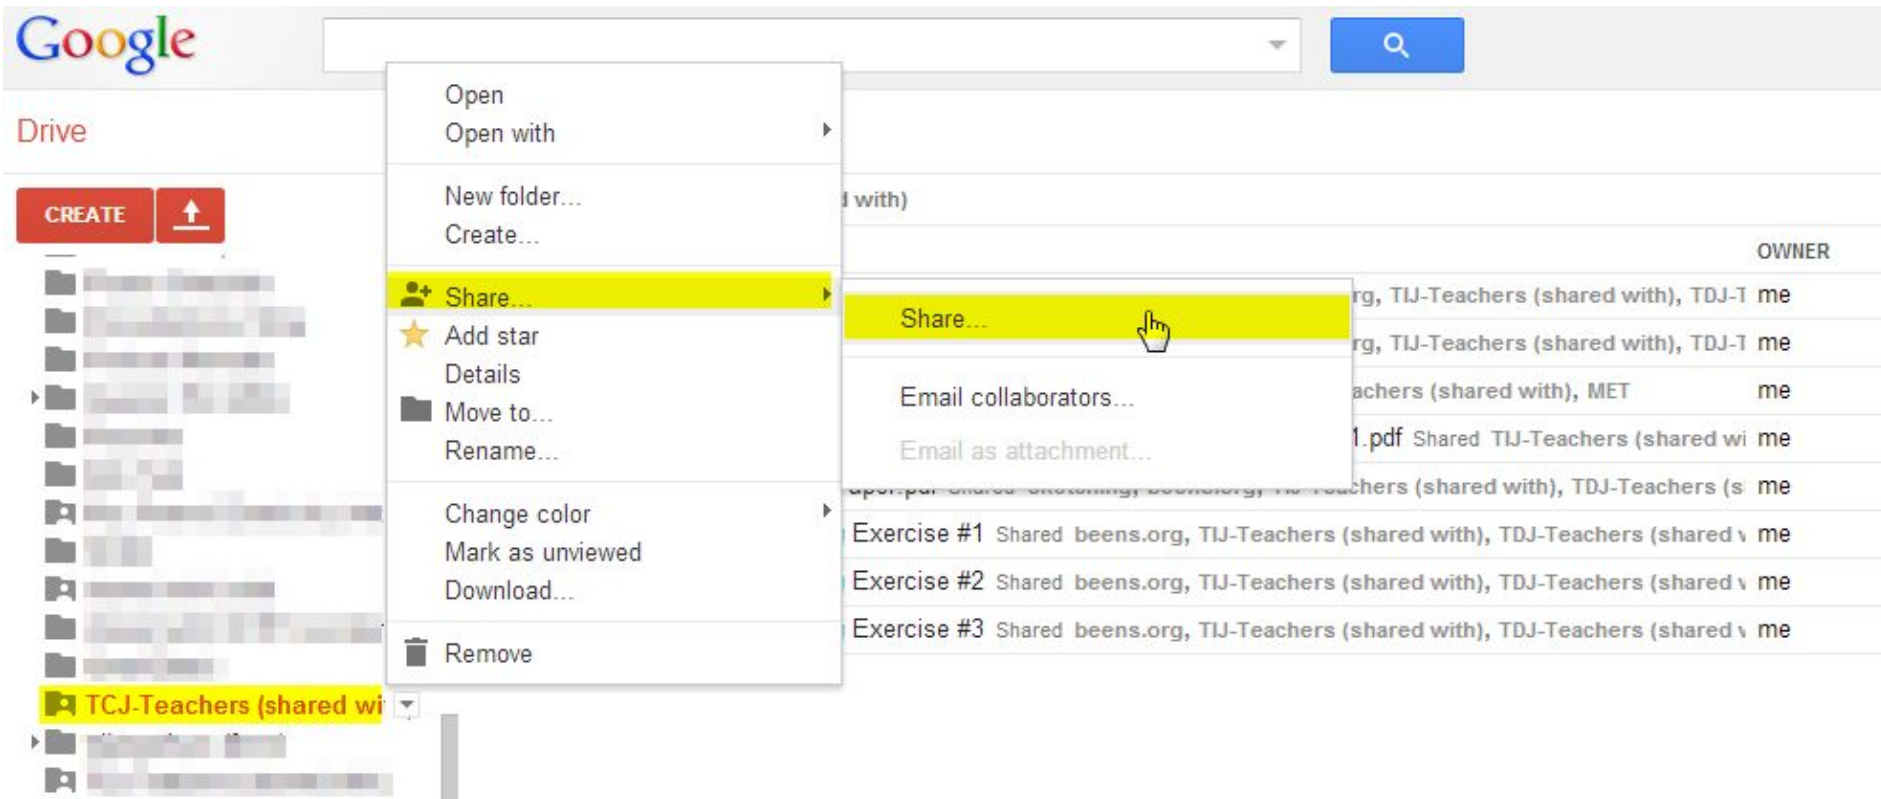 Google
Drive
CREATE
Open
Open with
New folder...
Create...
Share...
Add star
Details
Move to...
Rename...
Change color
Mark as unviewed
Download...
Remove
Share...
Email collaborators...
Email as attachment...
TCJ-Teachers (shared wit
d with)
OWNER
rg, TIJ-Teachers (shared with), TDJ-T me
rg, TIJ-Teachers (shared with), TDJ-T me
achers (shared with), MET me
1.pdf Shared TIJ-Teachers (shared wi me
chers (shared with), TDJ-Teachers (s me
Exercise #1 Shared beens.org, TIJ-Teachers (shared with), TDJ-Teachers (shared v me
Exercise #2 Shared beens.org, TIJ-Teachers (shared with), TDJ-Teachers (shared v me
Exercise #3 Shared beens.org, TIJ-Teachers (shared with), TDJ-Teachers (shared v me